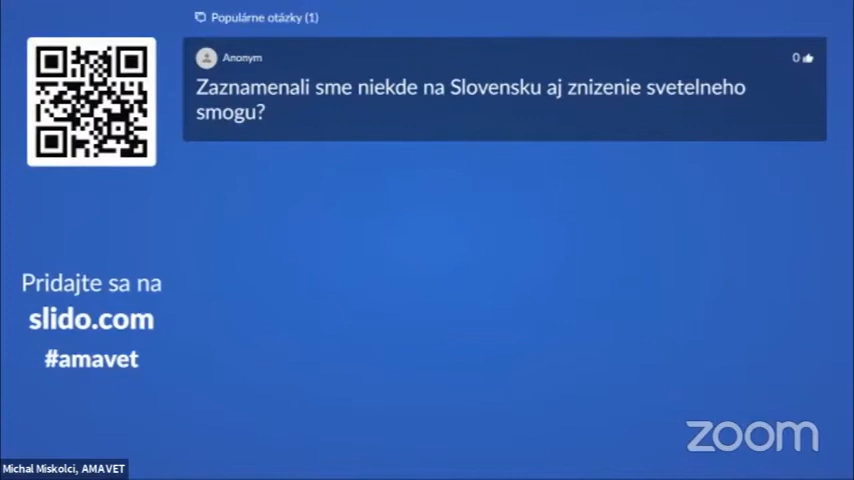 Populárne otázky (1)
Anonym
0
Zaznamenali sme niekde na Slovensku aj znizenie svetelneho
smogu?
Pridajte sa na
slido.com
#amavet
zoom
Michal Miskolci, AMAVET